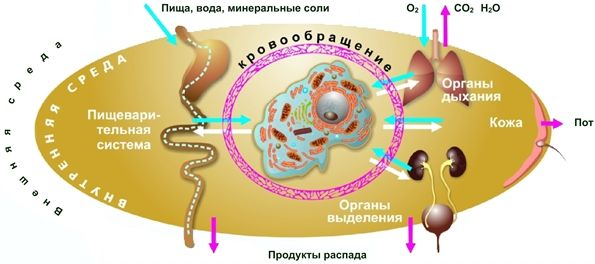 Пища, вода, минеральные соли
O₂
CO₂ H₂O
Внешняя среда
ВНУТРЕННЯЯ СРЕДА
кровообращение
Пищевари-
тельная
система
Органы
дыхания
Кожа
Пот
Органы
выделения
Продукты распада